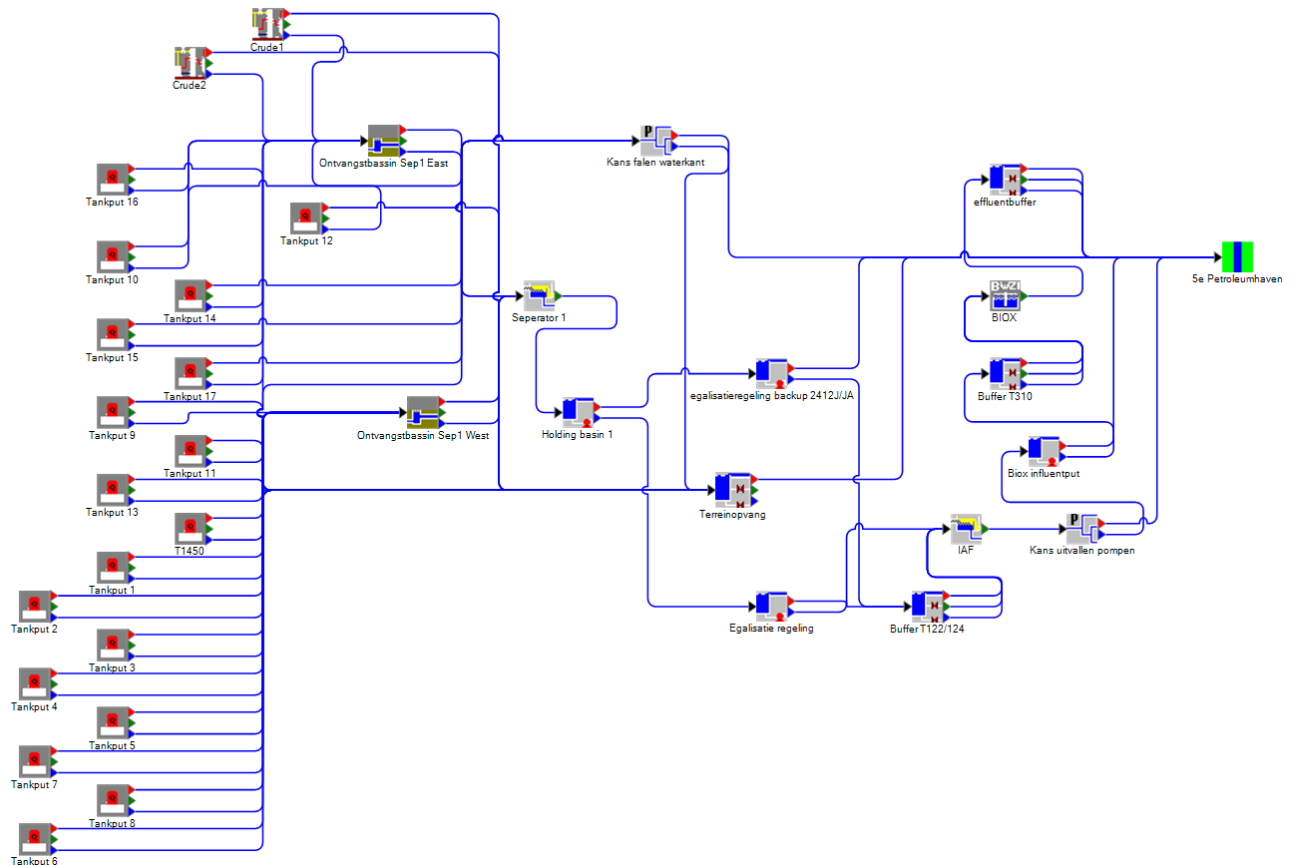 Crude1
Crude2
Ontvangstbassin Sep1 East
P
Kans falen waterkant
Tankput 16
effluentbuffer
Tankput 12
Tankput 10
5e Petroleumhaven
Tankput 14
Seperator 1
BWZI
BIOX
Tankput 15
Tankput 17
egalisatieregeling backup 2412J/JA
Buffer T310
Tankput 9
Ontvangstbassin Sep1 West
Holding basin 1
Tankput 11
Biox influentput
Tankput 13
Terreinopvang
T1450
P
IAF
Kans uitvallen pompen
Tankput 1
Tankput 2
Egalisatie regeling
Buffer T122/124
Tankput 3
Tankput 4
Tankput 5
Tankput 7
Tankput 8
Tankput 6